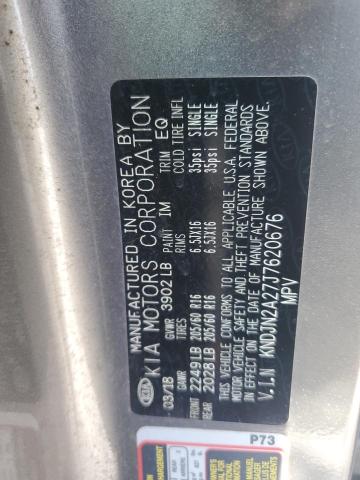 MANUFACTURED IN KOREA BY
KIA KIA MOTORS CORPORATION
03/18 GVWR 3902LB PAINT IM TRIM EQ
GAWR TIRES RIMS COLD TIRE INFL
FRONT 2249LB 205/60 R16 6.5JX16 35psi SINGLE
REAR 2028LB 205/60 R16 6.5JX16 35psi SINGLE
THIS VEHICLE CONFORMS TO ALL APPLICABLE U.S.A. FEDERAL
MOTOR VEHICLE SAFETY AND THEFT PREVENTION
STANDARDS IN EFFECT ON THE DATE OF MANUFACTURE SHOWN ABOVE.
V.I.N KNDJN2A27J7620676
MPV
P73